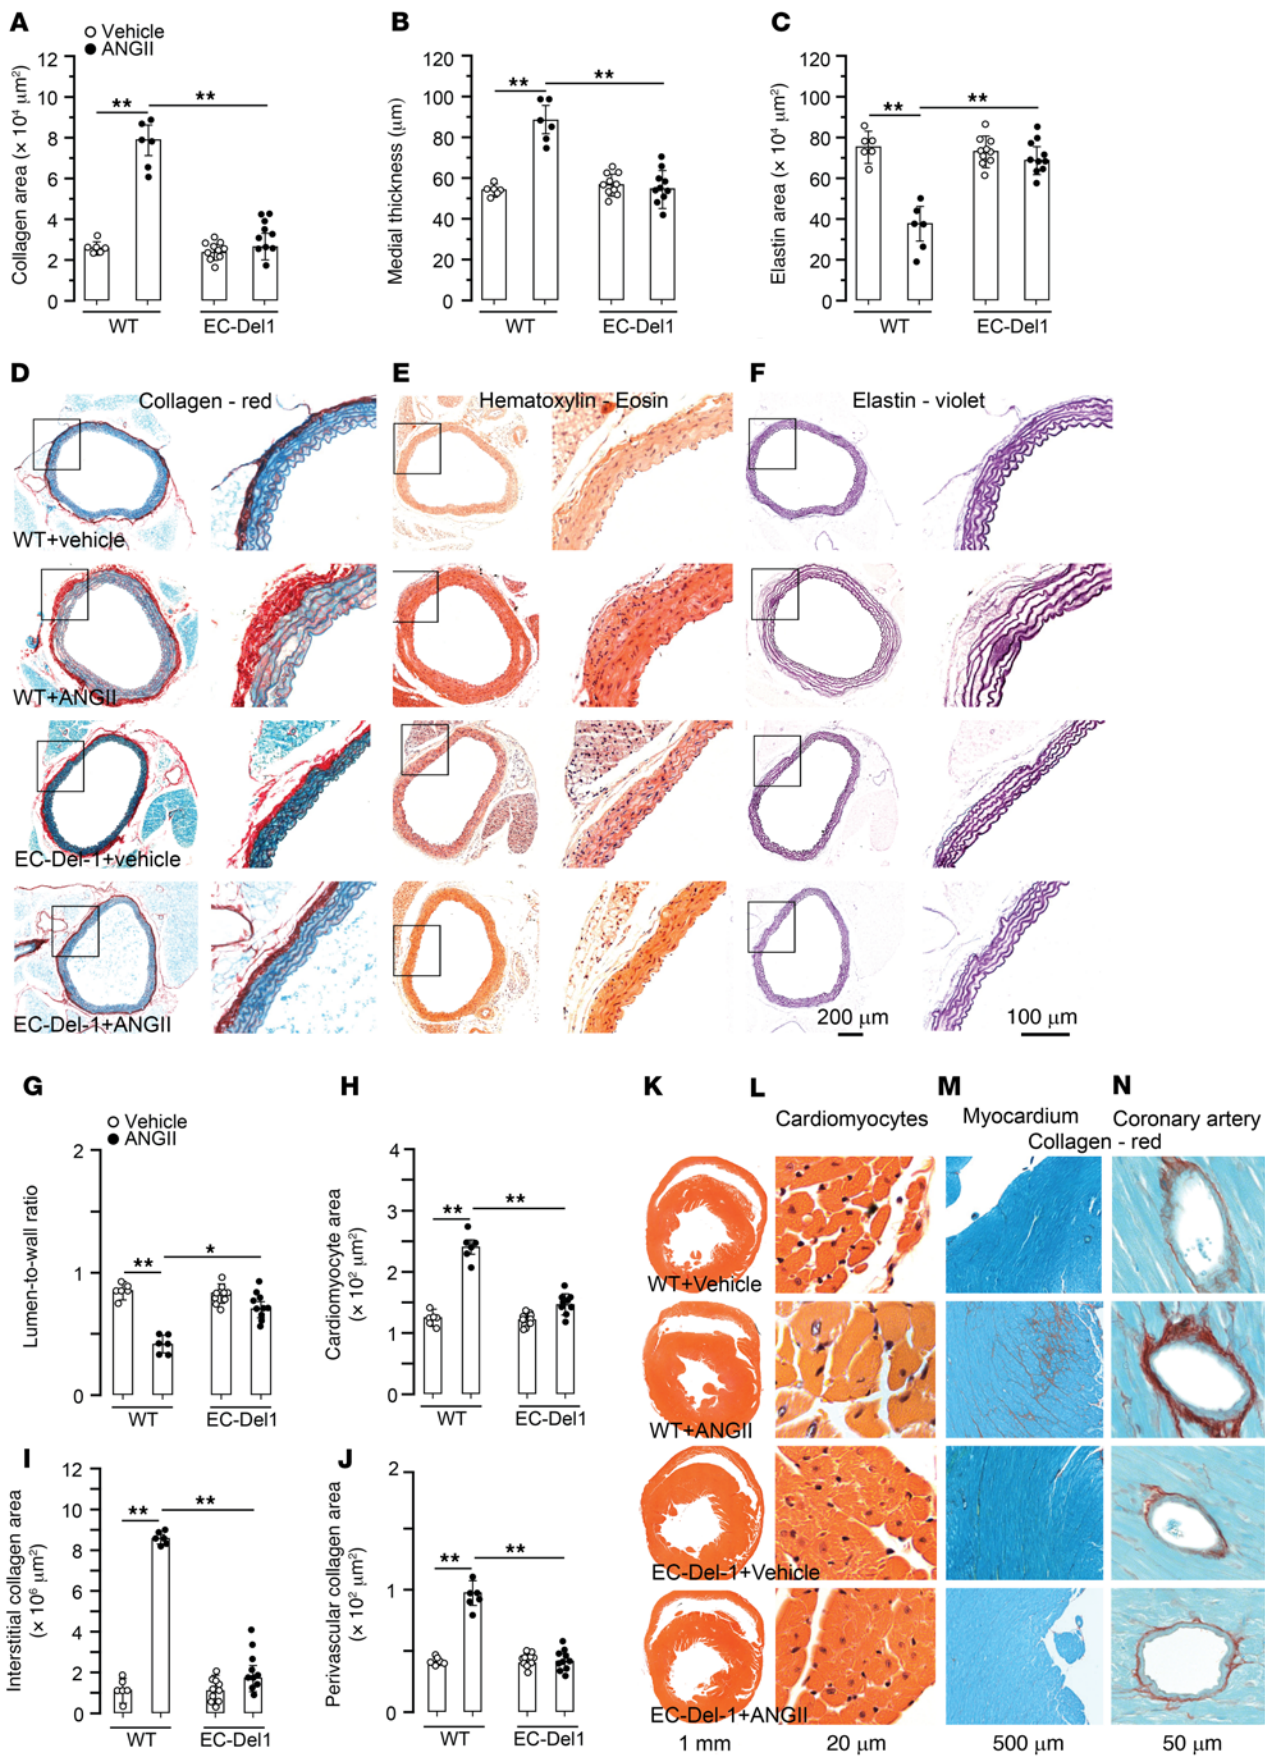 A
B
C
Vehicle
ANGII
Collagen area (× 10⁴ μm²)
12
10
8
6
4
2
0
**
**
WT
EC-Del1
Medial thickness (μm)
120
100
80
60
40
20
0
**
**
WT
EC-Del1
Elastin area (× 10⁴ μm²)
120
100
80
60
40
20
0
**
**
WT
EC-Del1
D
E
F
Collagen - red
Hematoxylin - Eosin
Elastin - violet
WT+vehicle
WT+ANGII
EC-Del-1+vehicle
EC-Del-1+ANGII
200 μm
100 μm
G
H
Vehicle
ANGII
Lumen-to-wall ratio
2
1
0
**
*
WT
EC-Del1
Cardiomyocyte area
(× 10² μm²)
4
3
2
1
0
**
**
WT
EC-Del1
I
J
Interstitial collagen area
(× 10⁶ μm²)
12
10
8
6
4
2
0
**
**
WT
EC-Del1
Perivascular collagen area
(× 10² μm²)
2
1
0
**
**
WT
EC-Del1
K
L
M
N
Cardiomyocytes
Myocardium
Coronary artery
Collagen - red
WT+Vehicle
WT+ANGII
EC-Del-1+Vehicle
EC-Del-1+ANGII
1 mm
20 μm
500 μm
50 μm